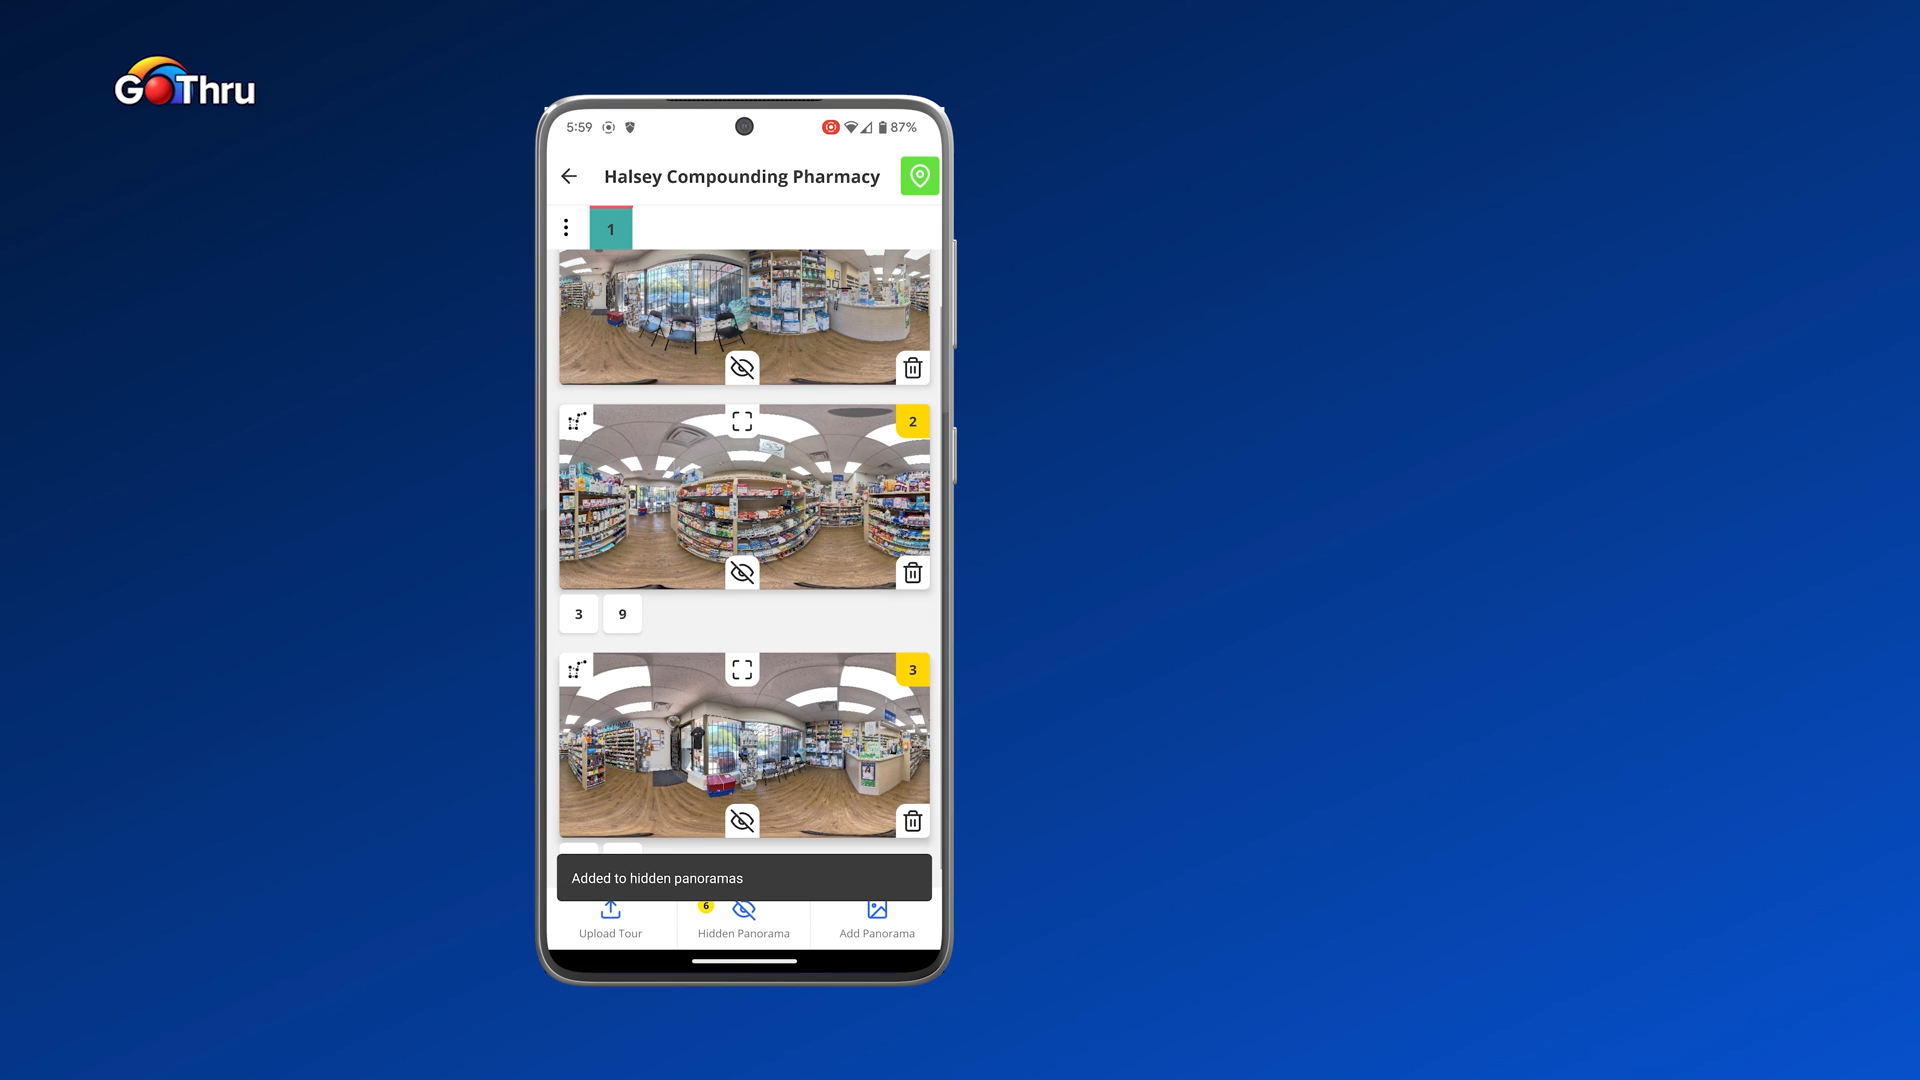 GoThru
5:59
87%
Halsey Compounding Pharmacy
1
2
3 9
3
Added to hidden panoramas
6
Upload Tour
Hidden Panorama
Add Panorama